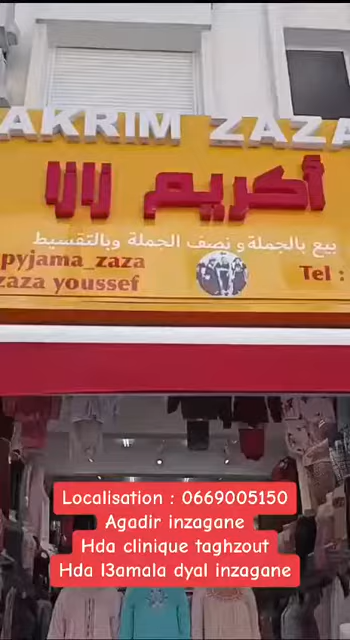 AKRIM ZAZA
أكريم زازا
بيع بالجملة و نصف الجملة وبالتقسيط
pyjama_zaza
zaza youssef
Tel :
Localisation : 0669005150
Agadir inzagane
Hda clinique taghzout
Hda l3amala dyal inzagane